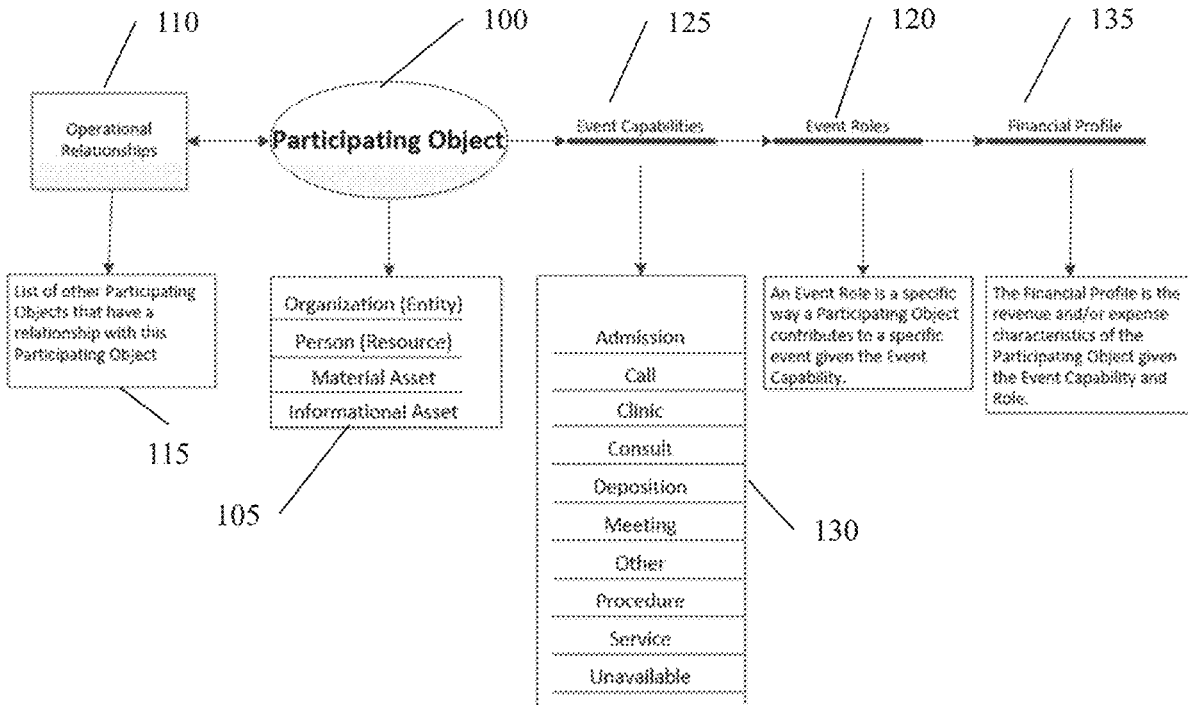 110
100
125
120
135
Operational
Relationships
Participating Object
Event Capabilities
Event Roles
Financial Profile
List of other Participating
Objects that have a
relationship with this
Participating Object
115
Organization (Entity)
Person (Resource)
Material Asset
Informational Asset
105
Admission
Call
Clinic
Consult
Deposition
Meeting
Other
Procedure
Service
Unavailable
130
An Event Role is a specific
way a Participating Object
contributes to a specific
event given the Event
Capability.
The Financial Profile is the
revenue and/or expense
characteristics of the
Participating Object given
the Event Capability and
Role.